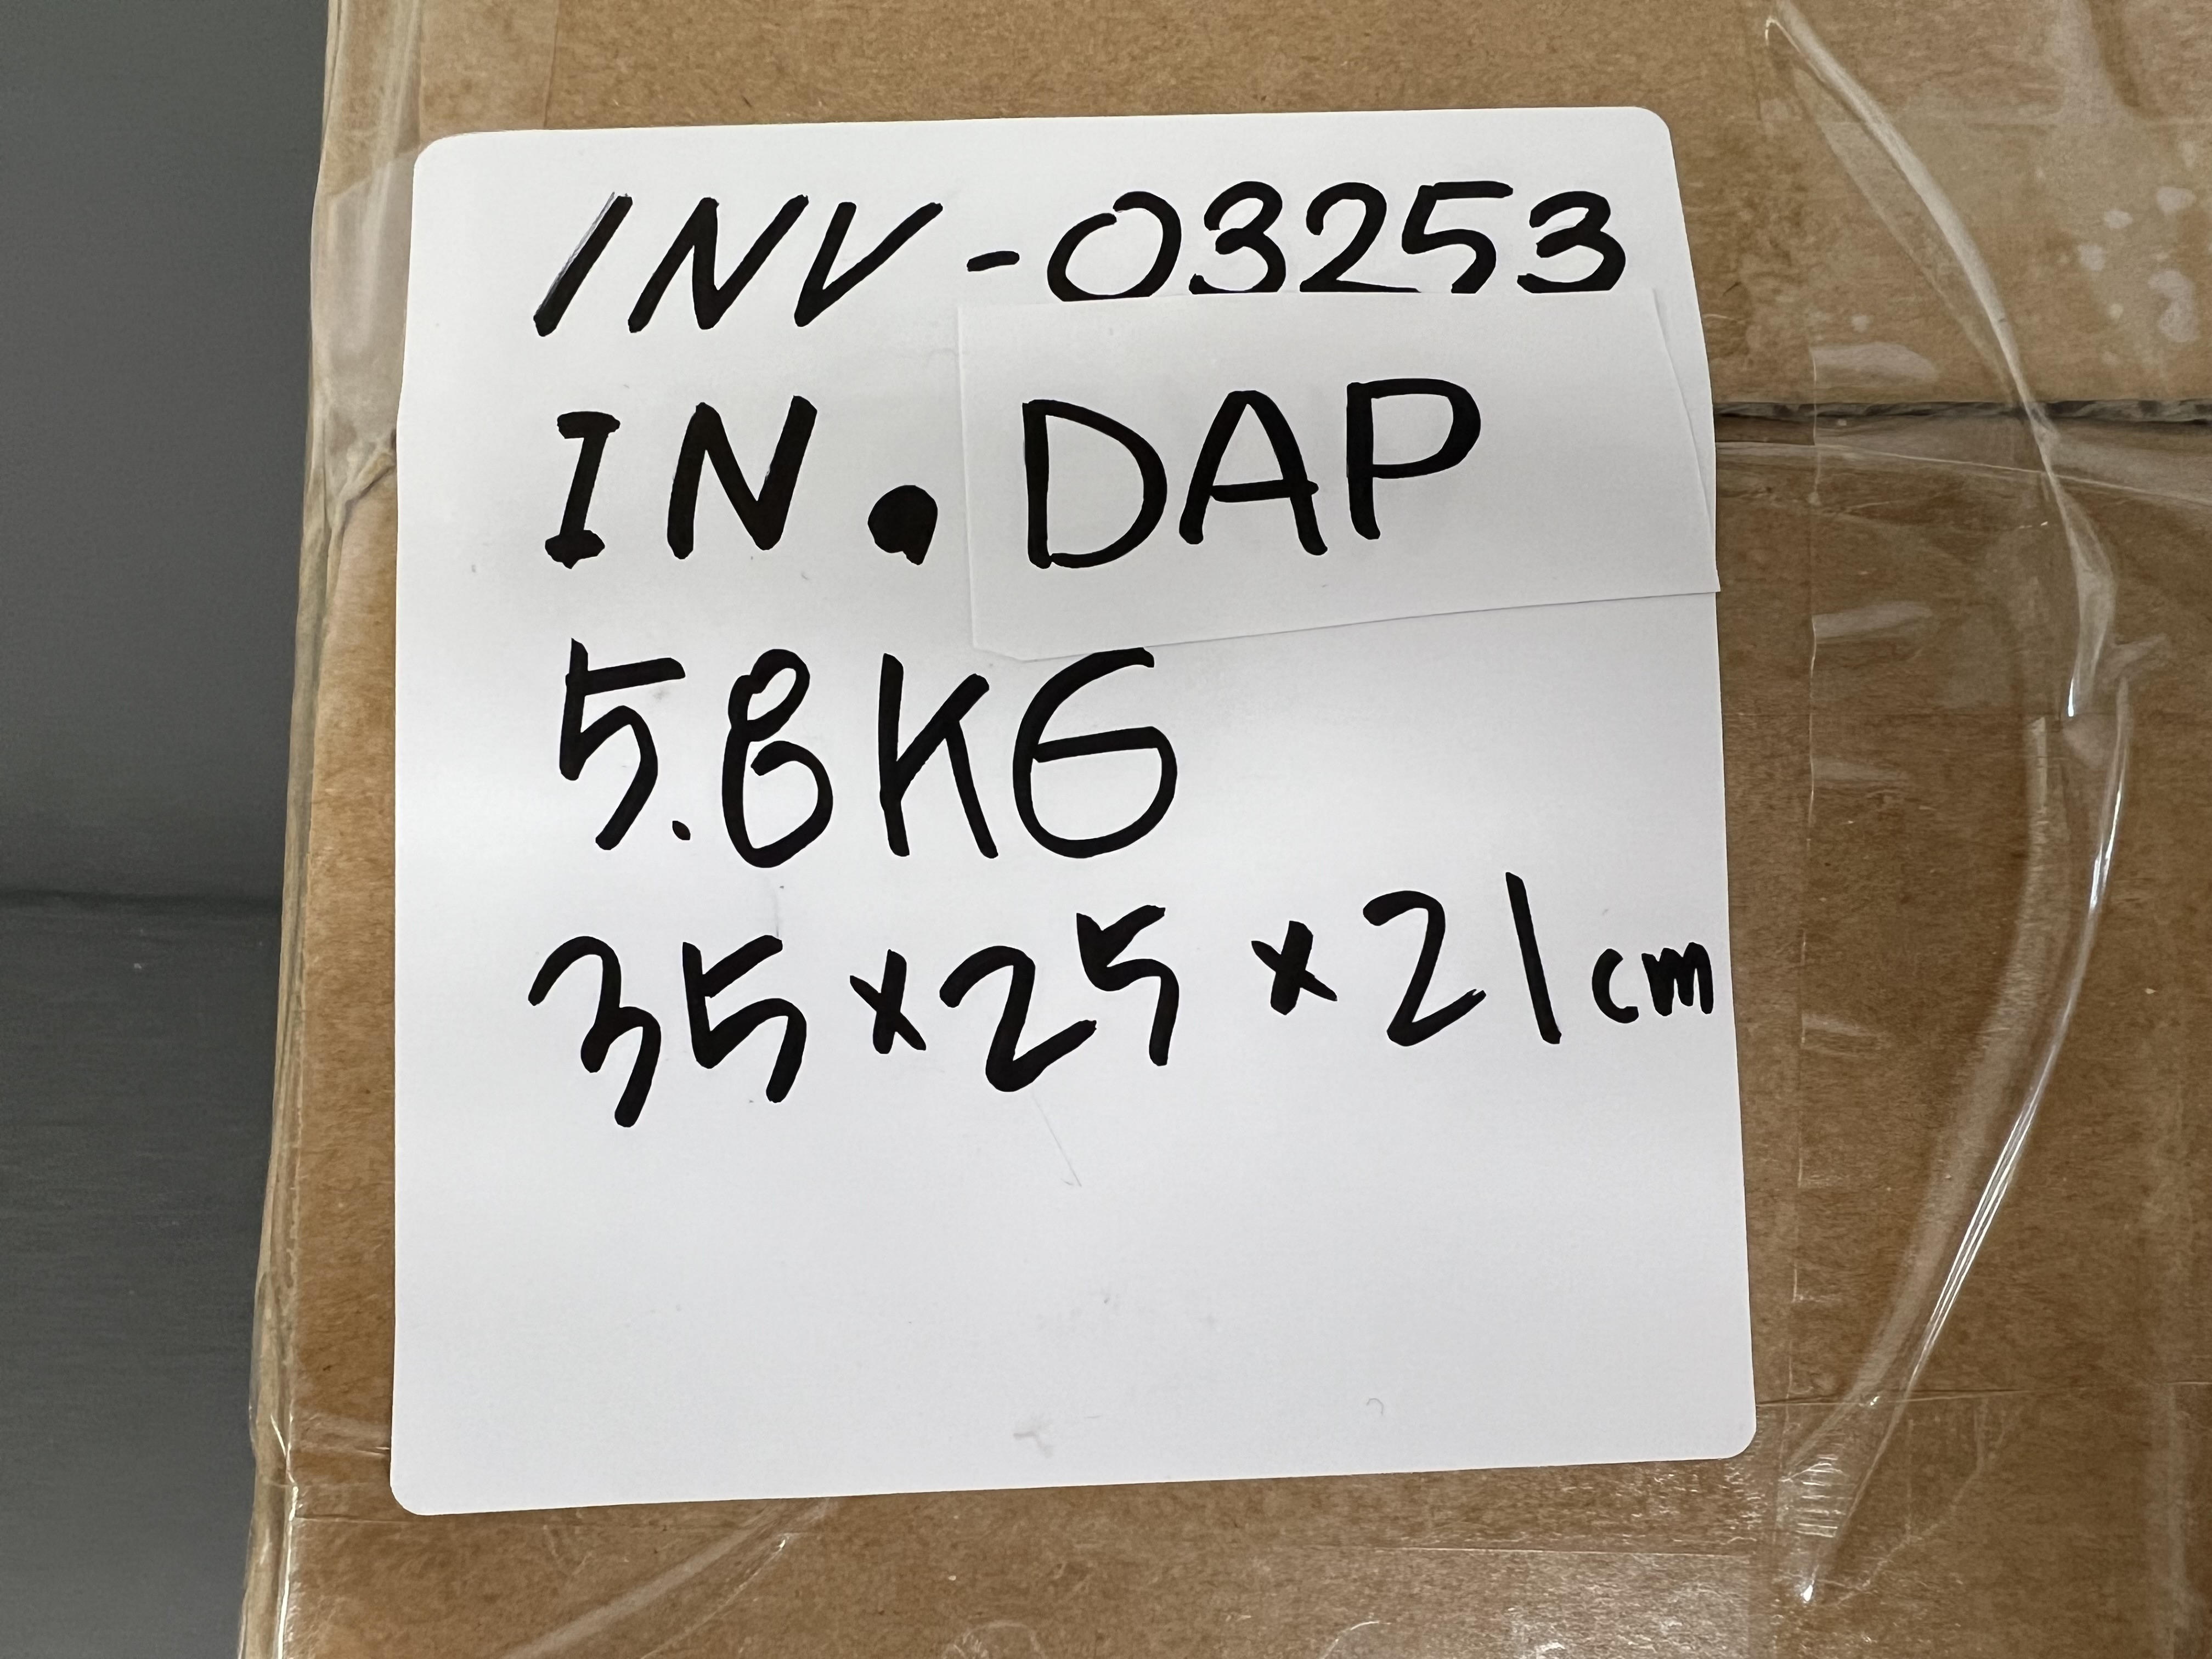 INV-03253
IN. DAP
5.8KG
35x25x21cm